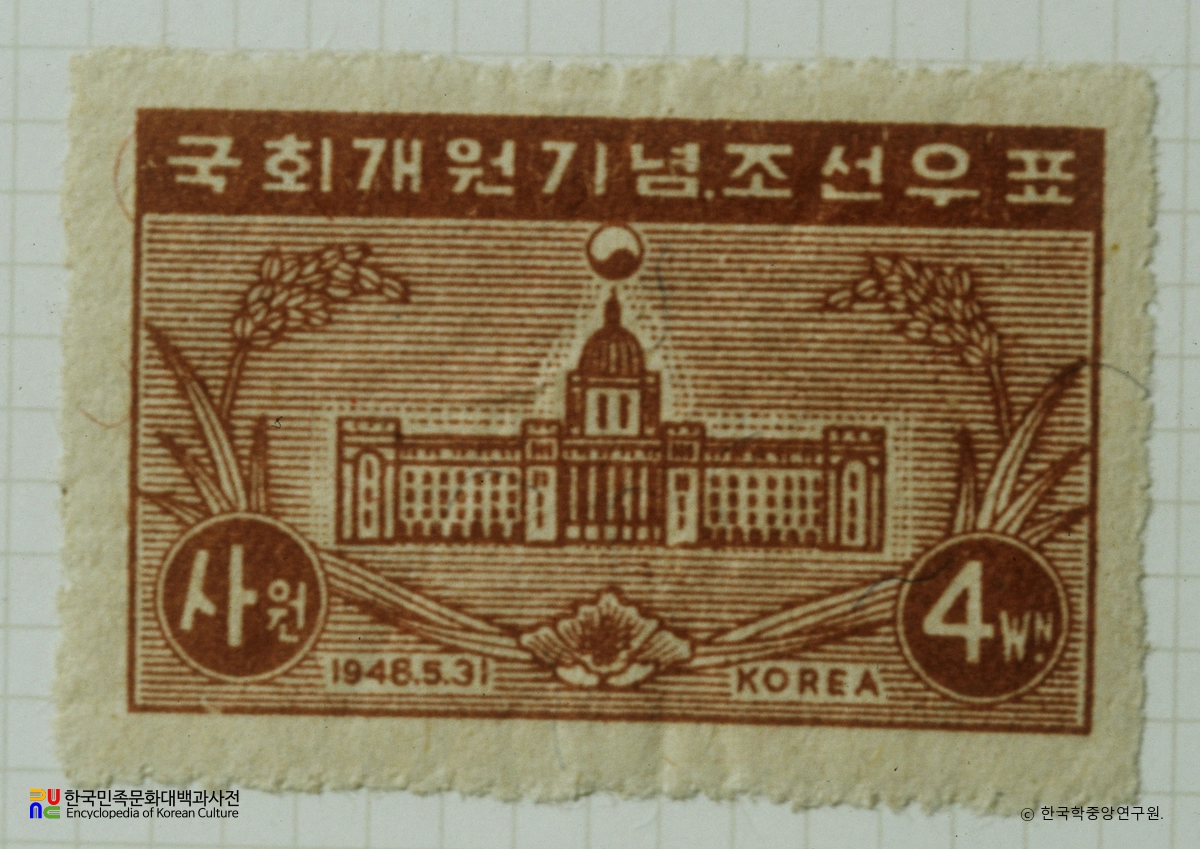 국회개원기념.조선우표
사원
4 WN.
1948.5.31
KOREA
한국민족문화대백과사전
Encyclopedia of Korean Culture
ⓒ 한국학중앙연구원.